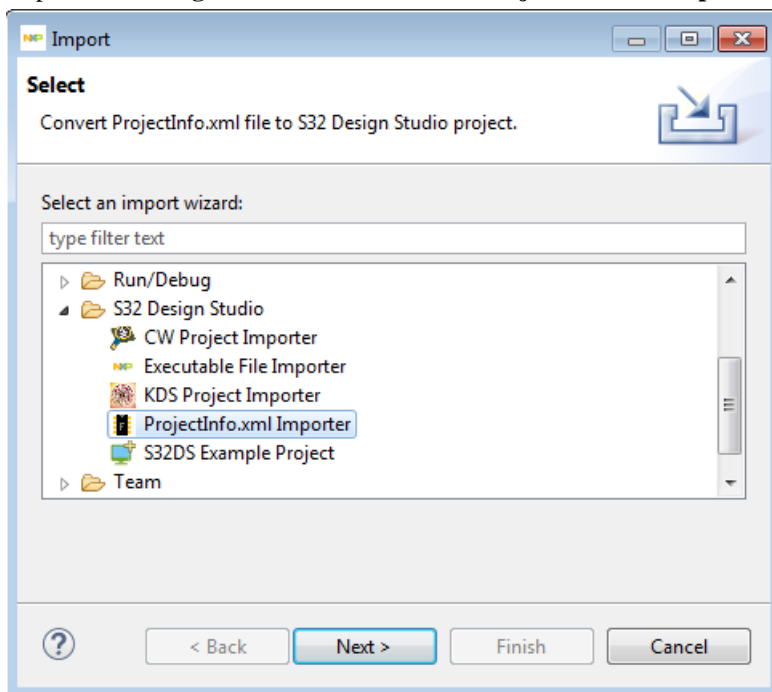 Import
Select
Convert ProjectInfo.xml file to S32 Design Studio project.
Select an import wizard:
type filter text
Run/Debug
S32 Design Studio
CW Project Importer
NXP Executable File Importer
KDS Project Importer
F ProjectInfo.xml Importer
S32DS Example Project
Team
? < Back Next > Finish Cancel